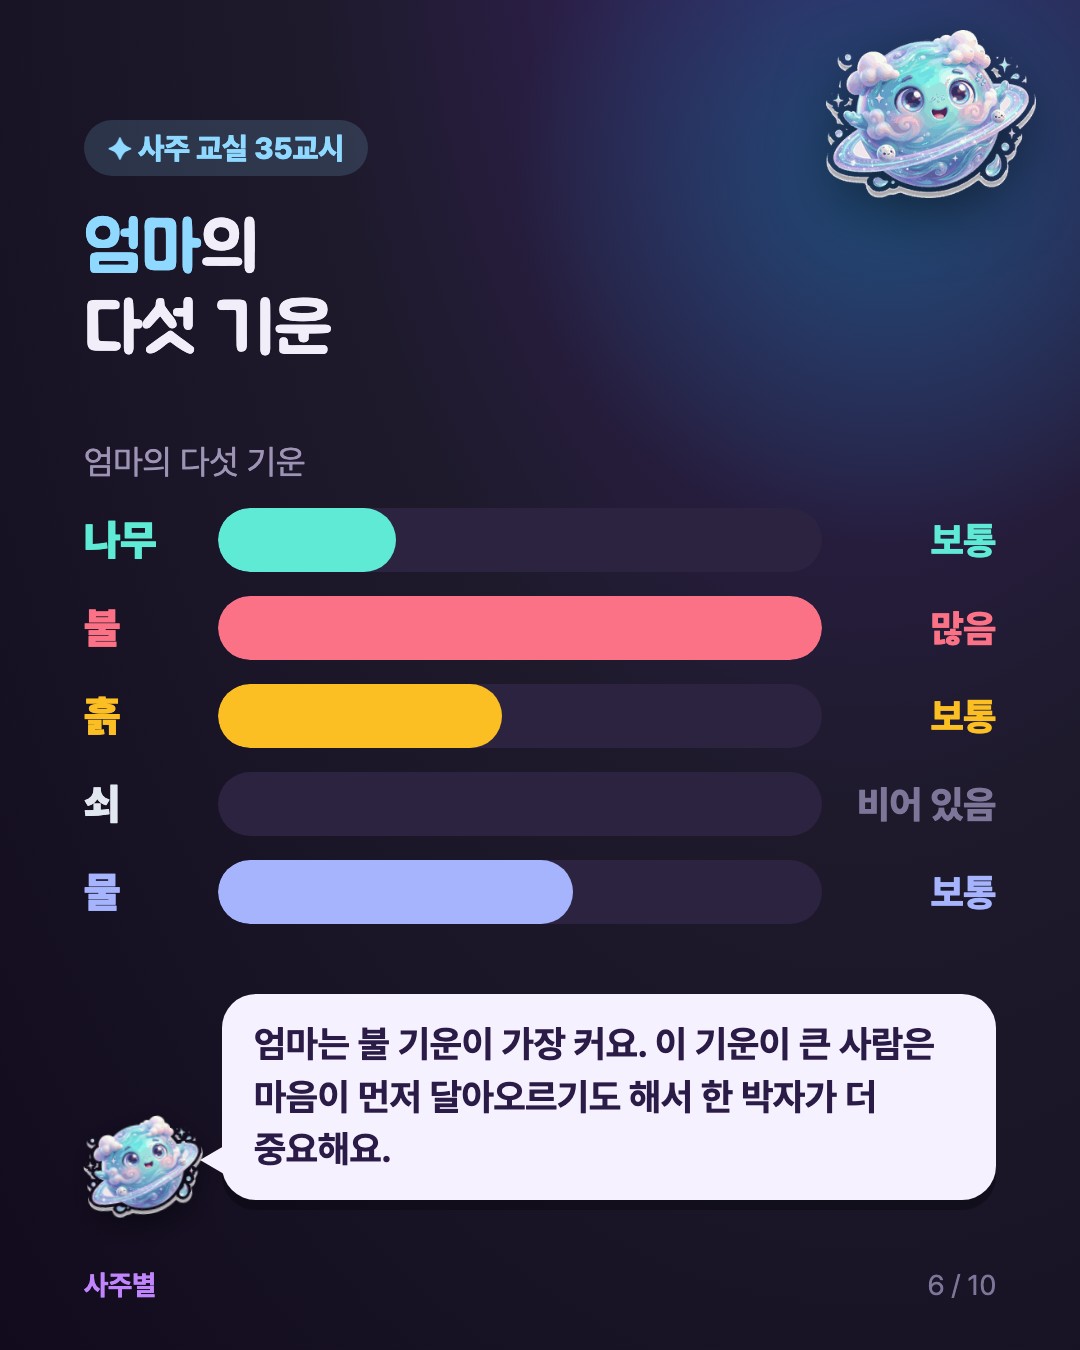 ✦ 사주 교실 35교시
엄마의
다섯 기운
엄마의 다섯 기운
나무 보통
불 많음
흙 보통
쇠 비어 있음
물 보통
엄마는 불 기운이 가장 커요. 이 기운이 큰 사람은
마음이 먼저 달아오르기도 해서 한 박자가 더
중요해요.
사주별 6 / 10